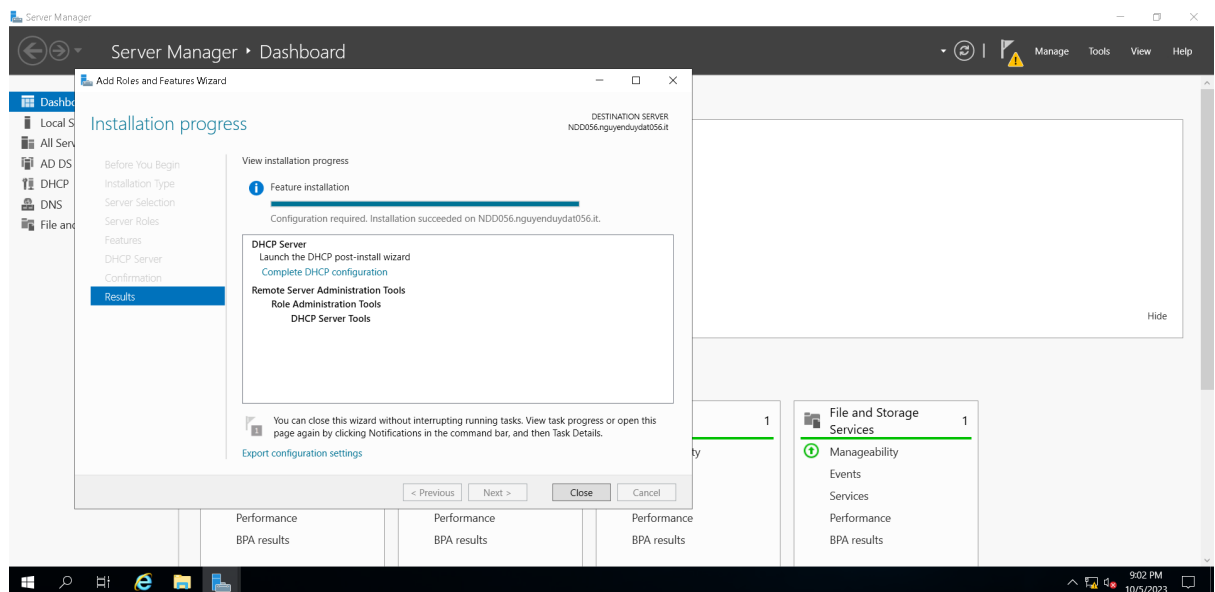 Server Manager
Server Manager ‣ Dashboard
Manage Tools View Help
Add Roles and Features Wizard
Installation progress
DESTINATION SERVER
NDD056.nguyenduydat056.it
Dashbo
Local S
All Serv
AD DS
DHCP
DNS
File and
Before You Begin
Installation Type
Server Selection
Server Roles
Features
DHCP Server
Confirmation
Results
View installation progress
Feature installation
Configuration required. Installation succeeded on NDD056.nguyenduydat056.it.
DHCP Server
Launch the DHCP post-install wizard
Complete DHCP configuration
Remote Server Administration Tools
Role Administration Tools
DHCP Server Tools
1 You can close this wizard without interrupting running tasks. View task progress or open this
page again by clicking Notifications in the command bar, and then Task Details.
Export configuration settings
< Previous Next > Close Cancel
Hide
1
ty
File and Storage
Services 1
Manageability
Events
Services
Performance Performance Performance Performance
BPA results BPA results BPA results BPA results
9:02 PM
10/5/2023